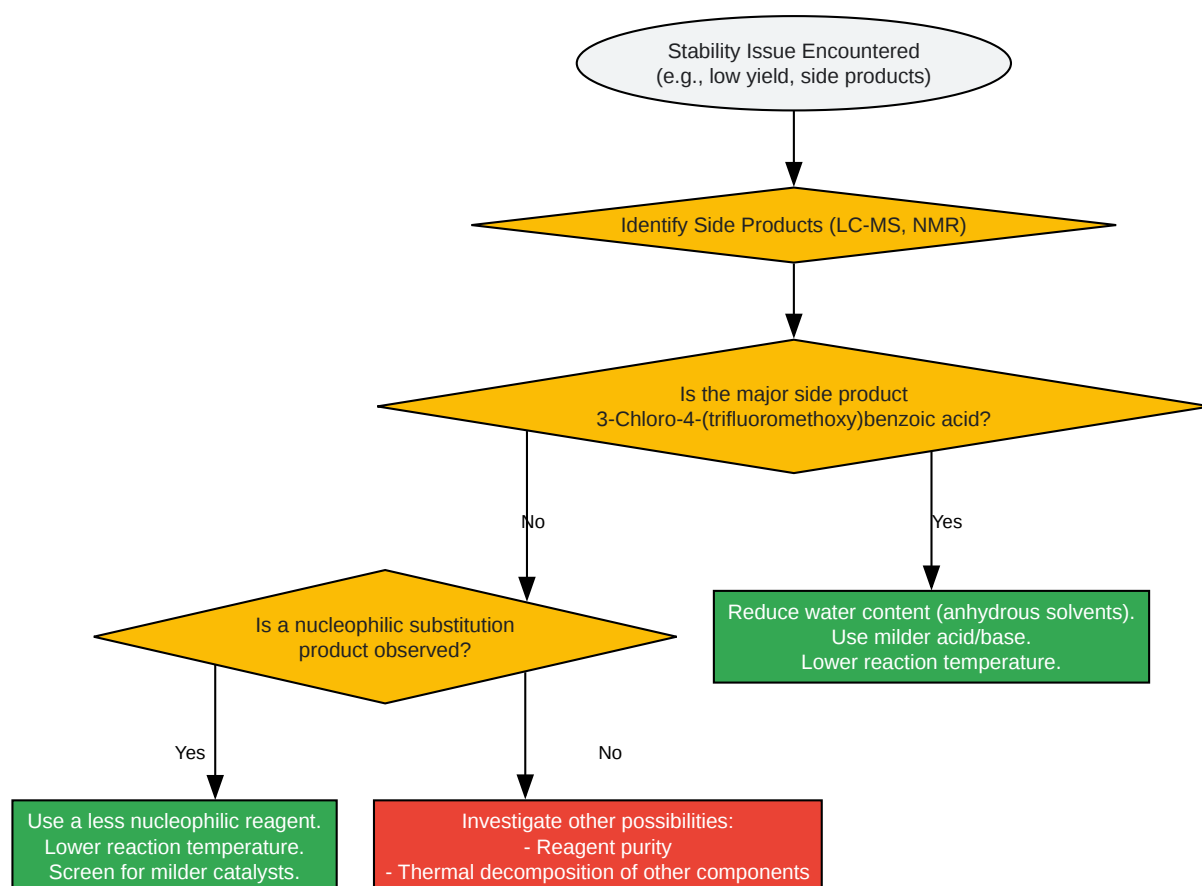 Stability Issue Encountered
(e.g., low yield, side products)
Identify Side Products (LC-MS, NMR)
Is the major side product
3-Chloro-4-(trifluoromethoxy)benzoic acid?
No
Yes
Is a nucleophilic substitution
product observed?
Reduce water content (anhydrous solvents).
Use milder acid/base.
Lower reaction temperature.
Yes
No
Use a less nucleophilic reagent.
Lower reaction temperature.
Screen for milder catalysts.
Investigate other possibilities:
- Reagent purity
- Thermal decomposition of other components